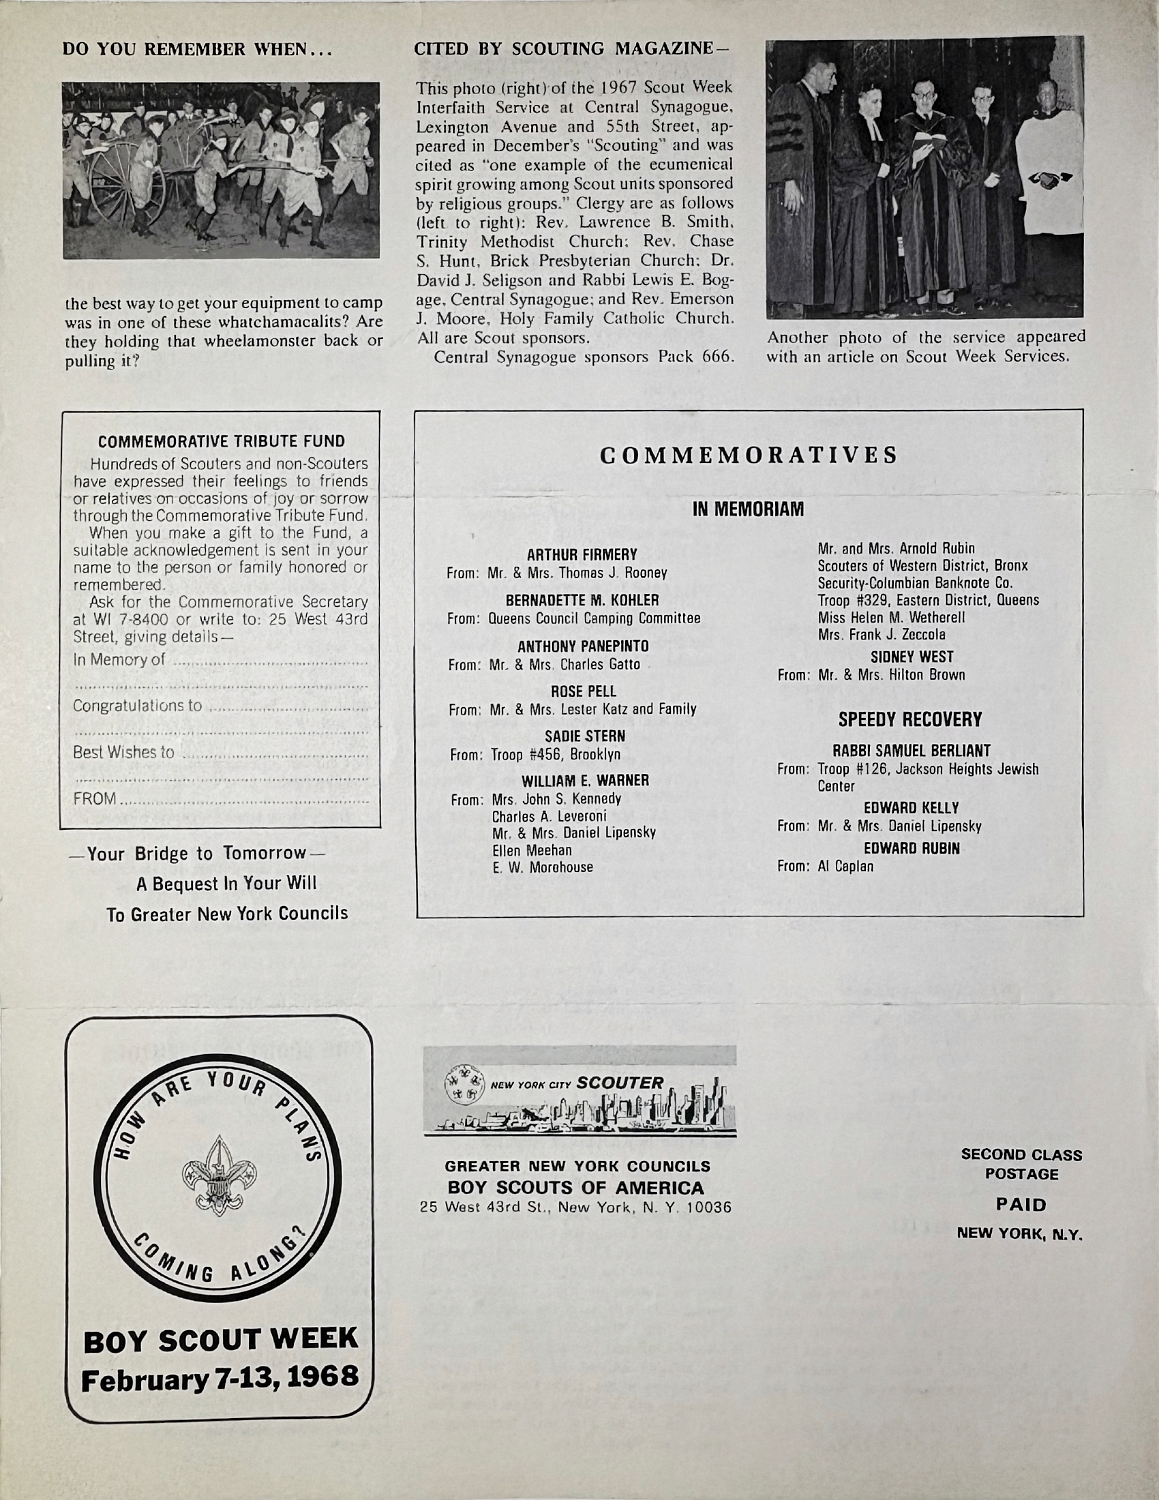 DO YOU REMEMBER WHEN...
the best way to get your equipment to camp
was in one of these whatchamacalits? Are
they holding that wheelamonster back or
pulling it?
CITED BY SCOUTING MAGAZINE—
This photo (right) of the 1967 Scout Week
Interfaith Service at Central Synagogue,
Lexington Avenue and 55th Street, ap-
peared in December's "Scouting" and was
cited as "one example of the ecumenical
spirit growing among Scout units sponsored
by religious groups." Clergy are as follows
(left to right): Rev. Lawrence B. Smith,
Trinity Methodist Church; Rev. Chase
S. Hunt, Brick Presbyterian Church; Dr.
David J. Seligson and Rabbi Lewis E. Bog-
age, Central Synagogue; and Rev. Emerson
J. Moore, Holy Family Catholic Church.
All are Scout sponsors.
Central Synagogue sponsors Pack 666.
Another photo of the service appeared
with an article on Scout Week Services.
COMMEMORATIVE TRIBUTE FUND
Hundreds of Scouters and non-Scouters
have expressed their feelings to friends
or relatives on occasions of joy or sorrow
through the Commemorative Tribute Fund.
When you make a gift to the Fund, a
suitable acknowledgement is sent in your
name to the person or family honored or
remembered.
Ask for the Commemorative Secretary
at WI 7-8400 or write to: 25 West 43rd
Street, giving details—
In Memory of
Congratulations to
Best Wishes to
FROM
—Your Bridge to Tomorrow—
A Bequest In Your Will
To Greater New York Councils
COMMEMORATIVES
IN MEMORIAM
ARTHUR FIRMERY
From: Mr. & Mrs. Thomas J. Rooney
BERNADETTE M. KOHLER
From: Queens Council Camping Committee
ANTHONY PANEPINTO
From: Mr. & Mrs. Charles Gatto
ROSE PELL
From: Mr. & Mrs. Lester Katz and Family
SADIE STERN
From: Troop #456, Brooklyn
WILLIAM E. WARNER
From: Mrs. John S. Kennedy
Charles A. Leveroni
Mr. & Mrs. Daniel Lipensky
Ellen Meehan
E. W. Morehouse
Mr. and Mrs. Arnold Rubin
Scouters of Western District, Bronx
Security-Columbian Banknote Co.
Troop #329, Eastern District, Queens
Miss Helen M. Wetherell
Mrs. Frank J. Zeccola
SIDNEY WEST
From: Mr. & Mrs. Hilton Brown
SPEEDY RECOVERY
RABBI SAMUEL BERLIANT
From: Troop #126, Jackson Heights Jewish
Center
EDWARD KELLY
From: Mr. & Mrs. Daniel Lipensky
EDWARD RUBIN
From: Al Caplan
HOW ARE YOUR PLANS
COMING ALONG?
BOY SCOUT WEEK
February 7-13, 1968
NEW YORK CITY SCOUTER
GREATER NEW YORK COUNCILS
BOY SCOUTS OF AMERICA
25 West 43rd St., New York, N. Y. 10036
SECOND CLASS
POSTAGE
PAID
NEW YORK, N.Y.